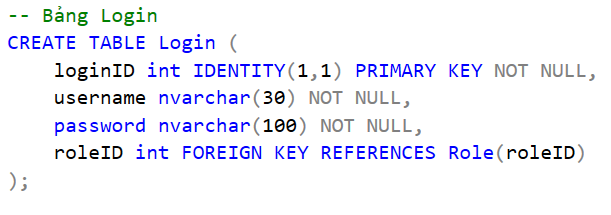 -- Bảng Login
CREATE TABLE Login (
    loginID int IDENTITY(1,1) PRIMARY KEY NOT NULL,
    username nvarchar(30) NOT NULL,
    password nvarchar(100) NOT NULL,
    roleID int FOREIGN KEY REFERENCES Role(roleID)
);